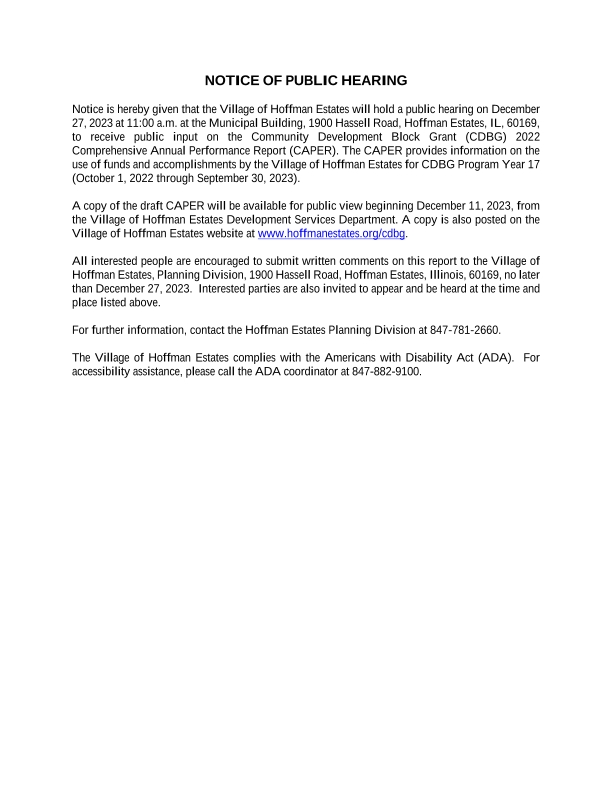 NOTICE OF PUBLIC HEARING
Notice is hereby given that the Village of Hoffman Estates will hold a public hearing on December
27, 2023 at 11:00 a.m. at the Municipal Building, 1900 Hassell Road, Hoffman Estates, IL, 60169,
to receive public input on the Community Development Block Grant (CDBG) 2022
Comprehensive Annual Performance Report (CAPER). The CAPER provides information on the
use of funds and accomplishments by the Village of Hoffman Estates for CDBG Program Year 17
(October 1, 2022 through September 30, 2023).
A copy of the draft CAPER will be available for public view beginning December 11, 2023, from
the Village of Hoffman Estates Development Services Department. A copy is also posted on the
Village of Hoffman Estates website at www.hoffmanestates.org/cdbg.
All interested people are encouraged to submit written comments on this report to the Village of
Hoffman Estates, Planning Division, 1900 Hassell Road, Hoffman Estates, Illinois, 60169, no later
than December 27, 2023.  Interested parties are also invited to appear and be heard at the time and
place listed above.
For further information, contact the Hoffman Estates Planning Division at 847-781-2660.
The Village of Hoffman Estates complies with the Americans with Disability Act (ADA).  For
accessibility assistance, please call the ADA coordinator at 847-882-9100.